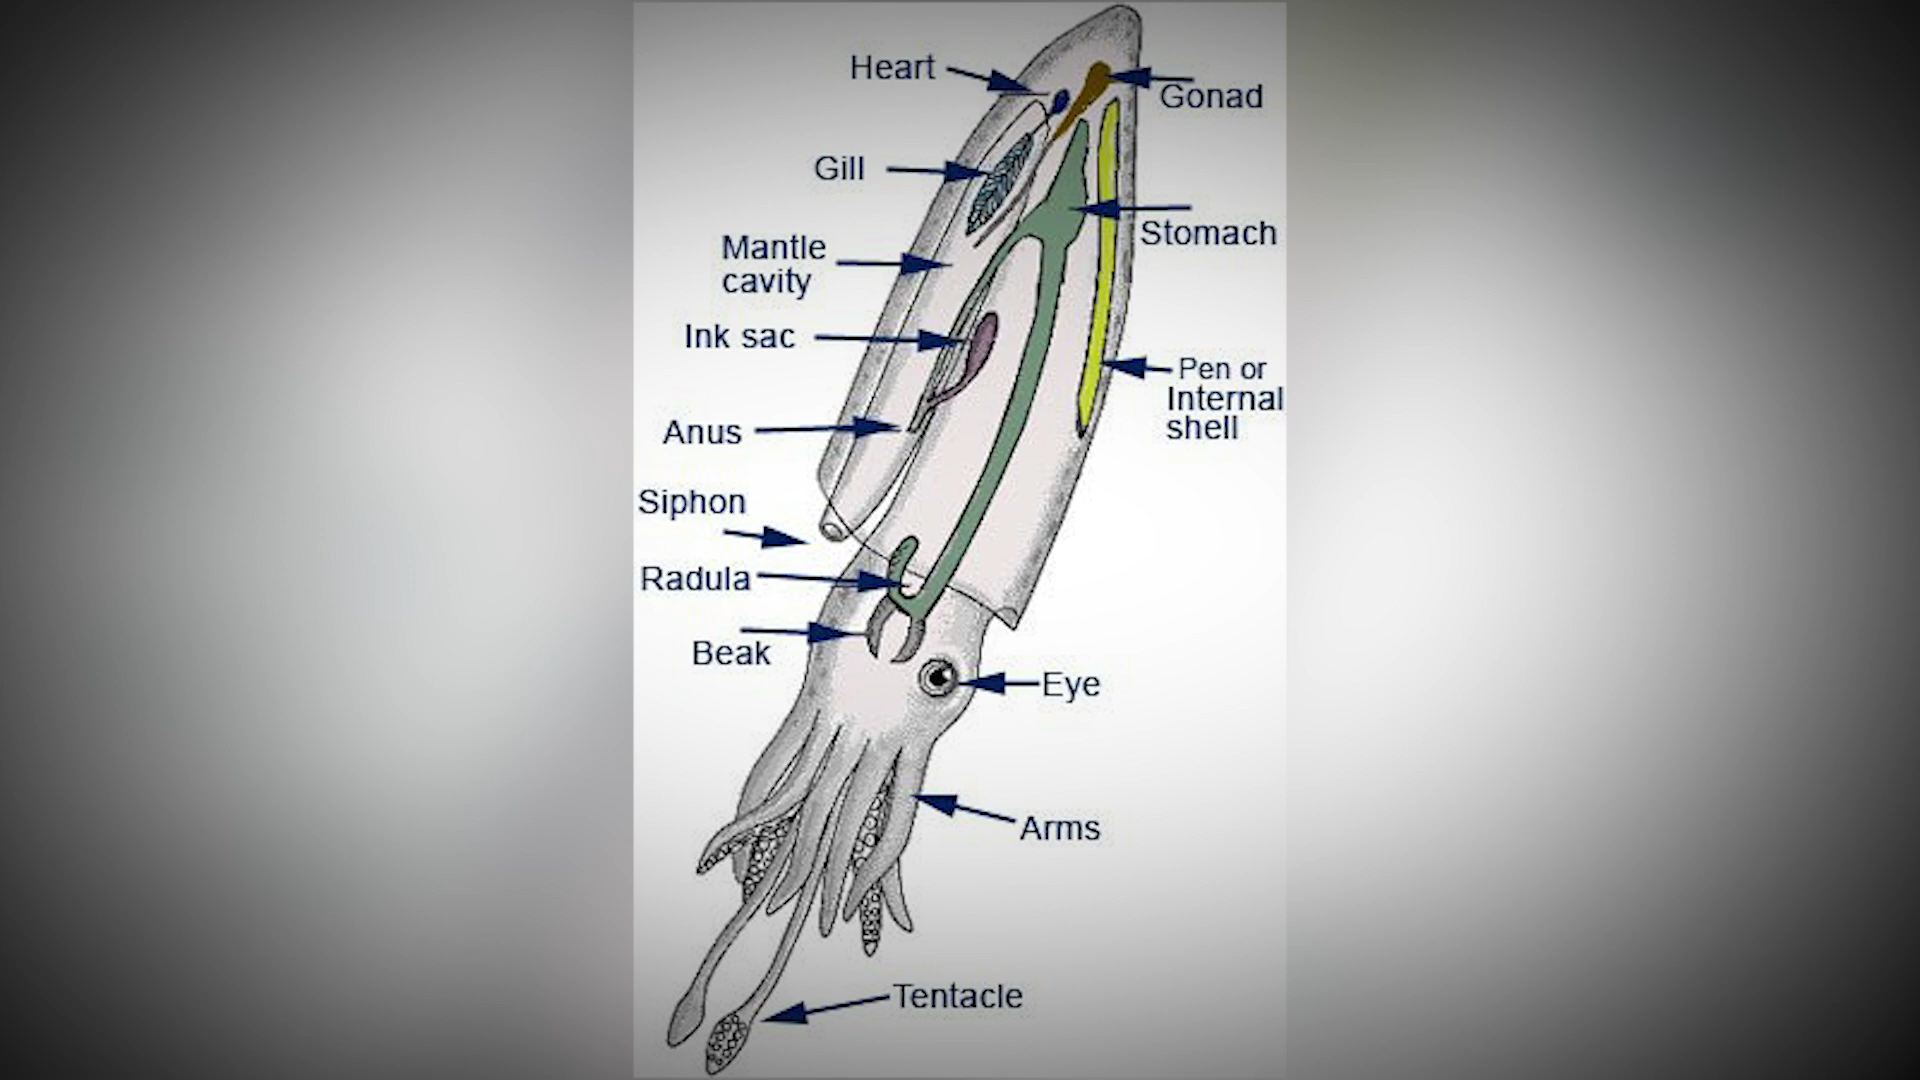 Heart
Gonad
Gill
Stomach
Mantle
cavity
Ink sac
Pen or
Internal
shell
Anus
Siphon
Radula
Beak
Eye
Arms
Tentacle